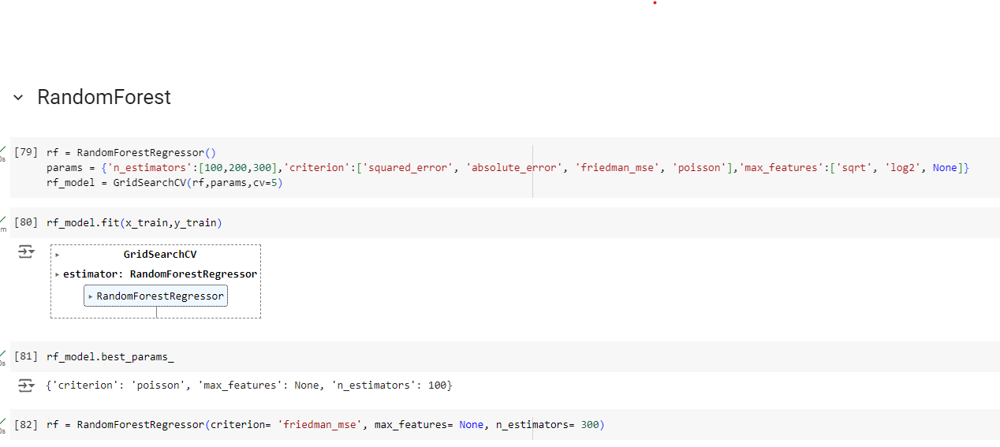 RandomForest
[79] rf = RandomForestRegressor()
params = {'n_estimators':[100,200,300],'criterion':['squared_error', 'absolute_error', 'friedman_mse', 'poisson'],'max_features':['sqrt', 'log2', None]}
rf_model = GridSearchCV(rf,params,cv=5)
[80] rf_model.fit(x_train,y_train)
GridSearchCV
estimator: RandomForestRegressor
RandomForestRegressor
[81] rf_model.best_params_
{'criterion': 'poisson', 'max_features': None, 'n_estimators': 100}
[82] rf = RandomForestRegressor(criterion= 'friedman_mse', max_features= None, n_estimators= 300)